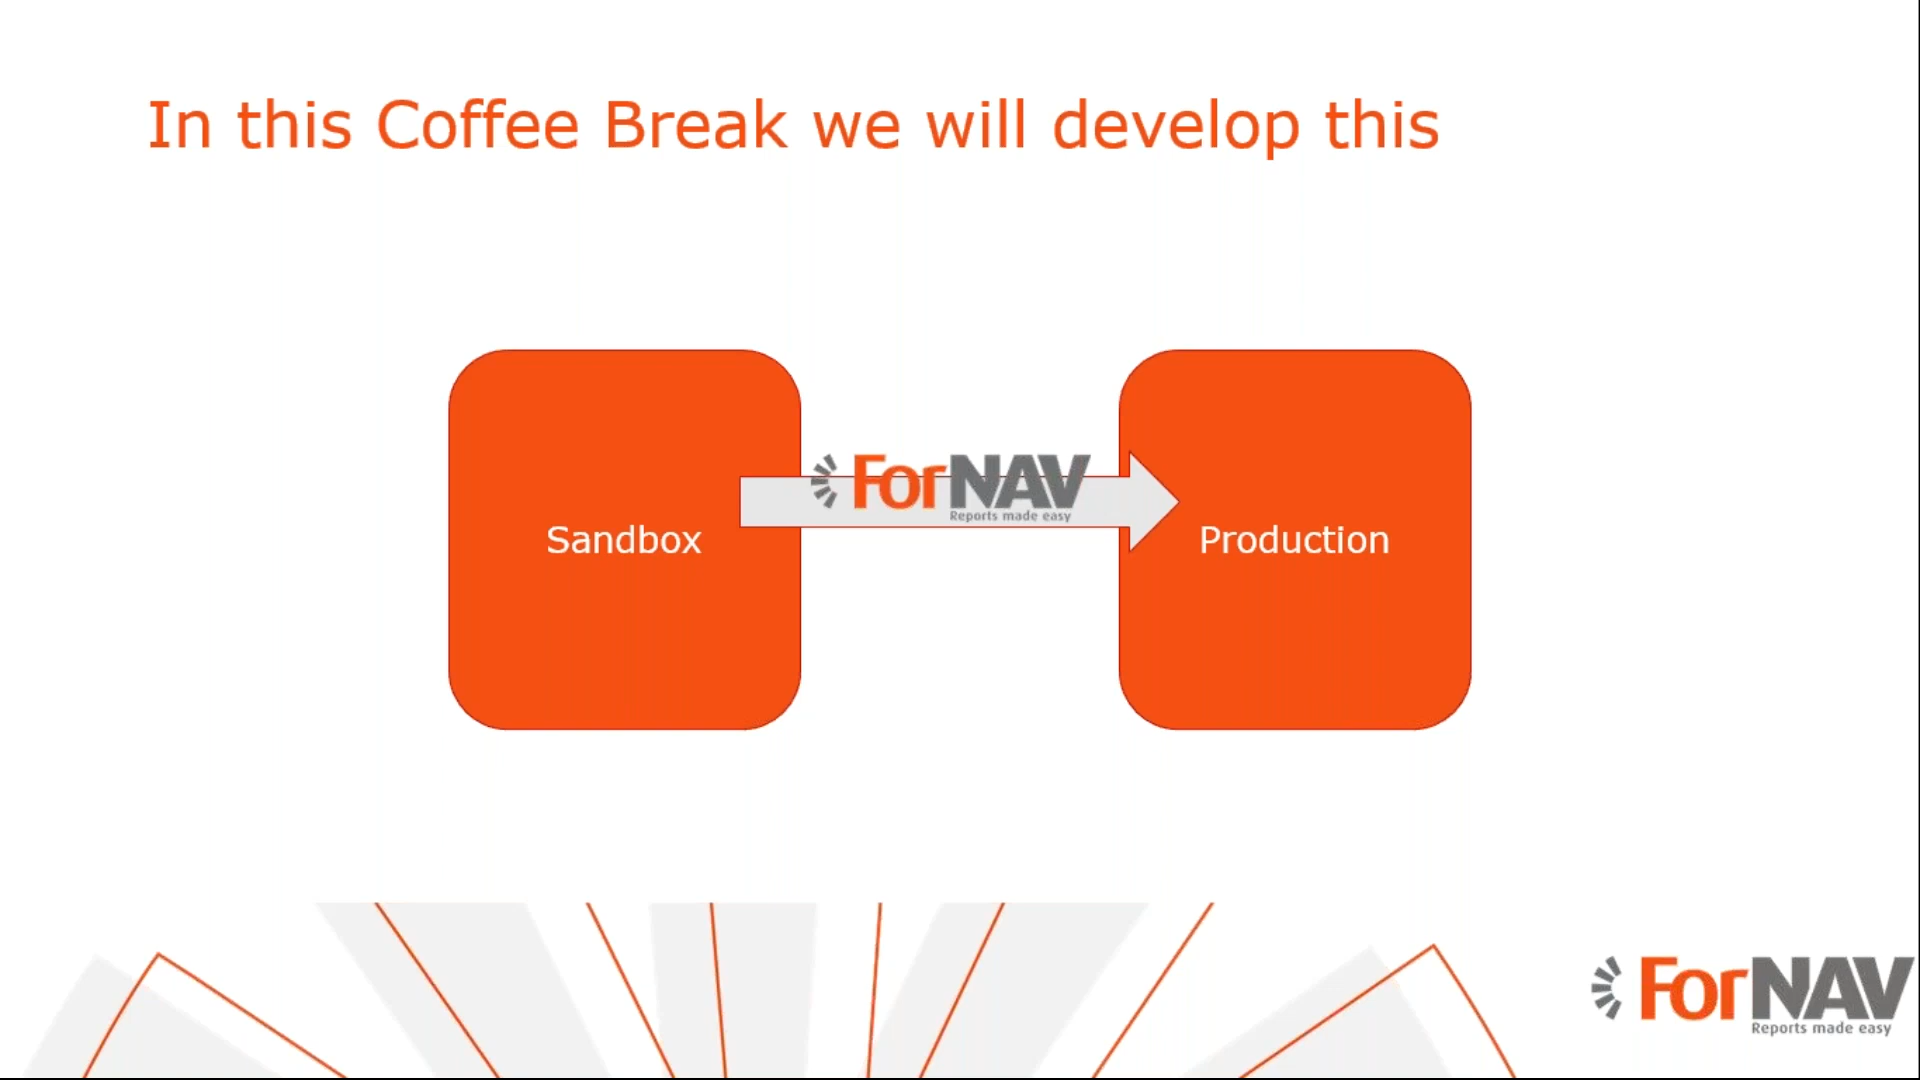 In this Coffee Break we will develop this
ForNAV
Reports made easy
Sandbox
Production
ForNAV
Reports made easy